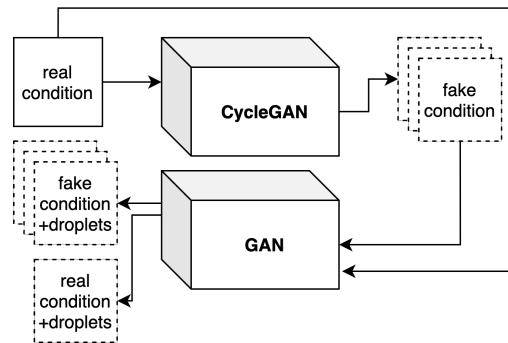 real
condition
CycleGAN
fake
condition
fake
condition
+droplets
GAN
real
condition
+droplets